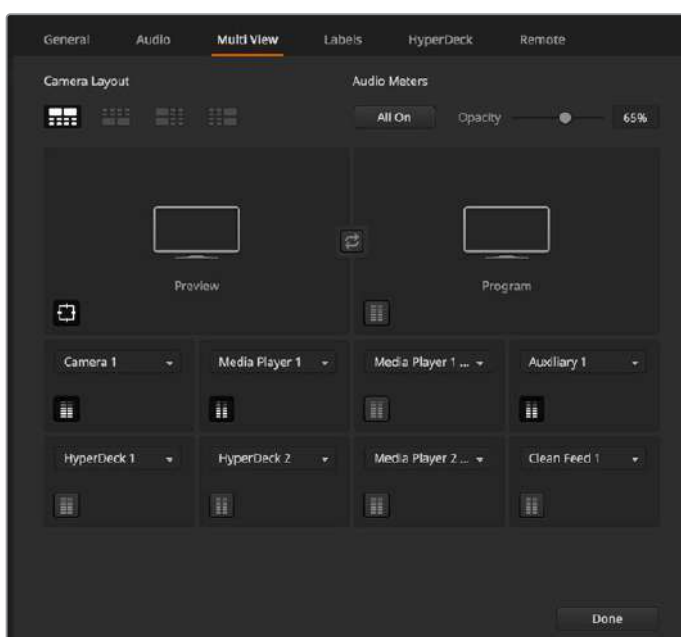 General Audio Multi View Labels HyperDeck Remote
Camera Layout Audio Meters
All On Opacity 65%
Preview Program
Camera 1 Media Player 1 Media Player 1 ... Auxiliary 1
HyperDeck 1 HyperDeck 2 Media Player 2 ... Clean Feed 1
Done